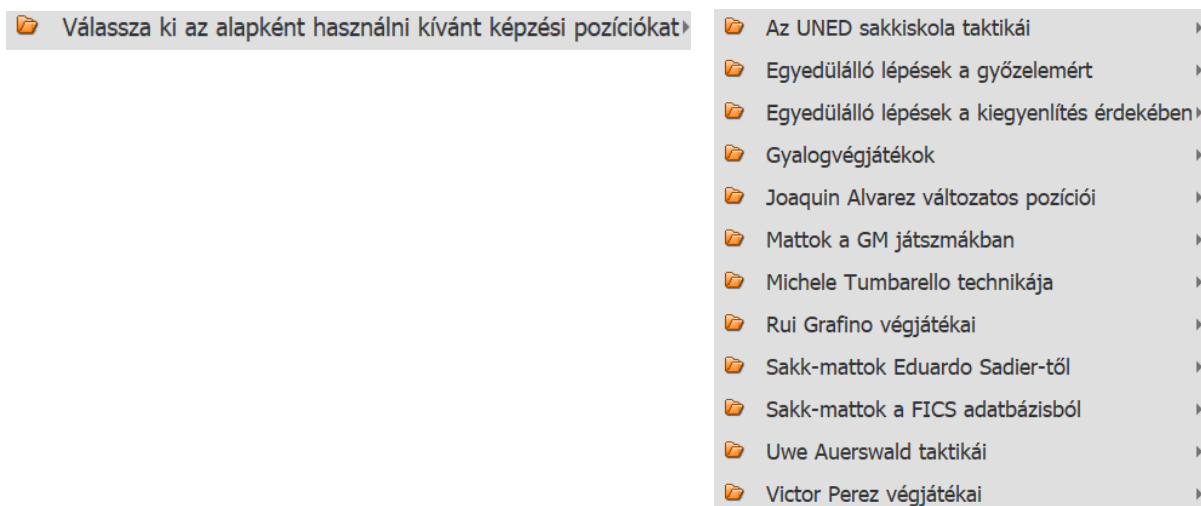 Válassza ki az alapként használni kívánt képzési pozíciókat
Az UNED sakkiskola taktikái
Egyedülálló lépések a győzelemért
Egyedülálló lépések a kiegyenlítés érdekében
Gyalogvégjátékok
Joaquin Alvarez változatos pozíciói
Mattok a GM játszmákban
Michele Tumbarello technikája
Rui Grafino végjátékai
Sakk-mattok Eduardo Sadier-től
Sakk-mattok a FICS adatbázisból
Uwe Auerswald taktikái
Victor Perez végjátékai